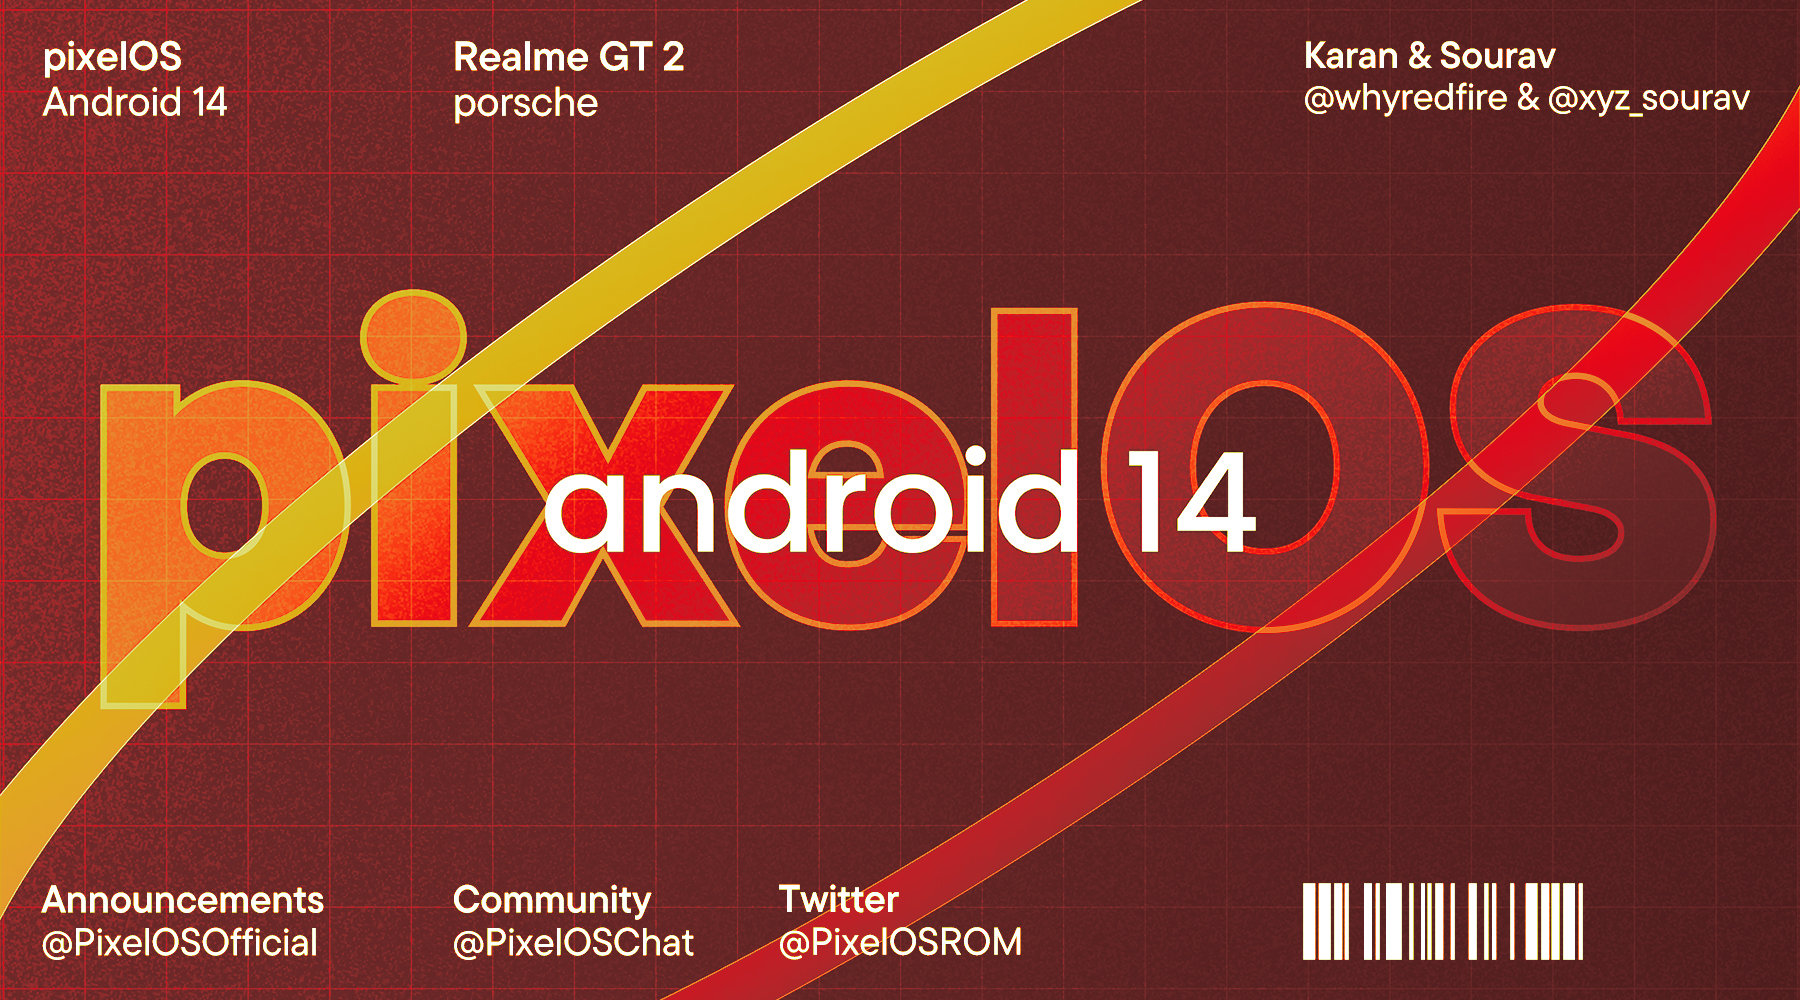 pixelOS
Android 14
Realme GT 2
porsche
Karan & Sourav
@whyredfire & @xyz_sourav
pixelOS
android 14
Announcements
@PixelOSOfficial
Community
@PixelOSChat
Twitter
@PixelOSROM